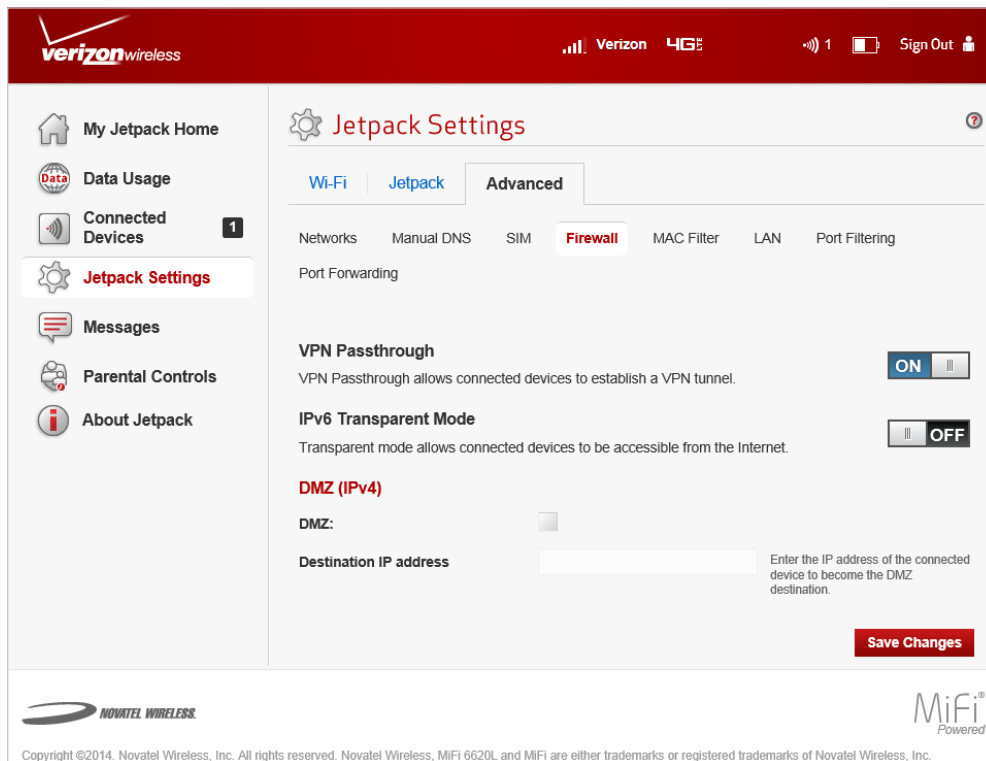 verizonwireless
Verizon 4G LTE 1 Sign Out
My Jetpack Home
Data Data Usage
Connected
Devices 1
Jetpack Settings
Messages
Parental Controls
About Jetpack
Jetpack Settings ?
Wi-Fi Jetpack Advanced
Networks Manual DNS SIM Firewall MAC Filter LAN Port Filtering
Port Forwarding
VPN Passthrough
VPN Passthrough allows connected devices to establish a VPN tunnel.
ON
IPv6 Transparent Mode
Transparent mode allows connected devices to be accessible from the Internet.
OFF
DMZ (IPv4)
DMZ:
Destination IP address
Enter the IP address of the connected
device to become the DMZ
destination.
Save Changes
NOVATEL WIRELESS.
MiFi®
Powered
Copyright ©2014. Novatel Wireless, Inc. All rights reserved. Novatel Wireless, MiFi 6620L and MiFi are either trademarks or registered trademarks of Novatel Wireless, Inc.